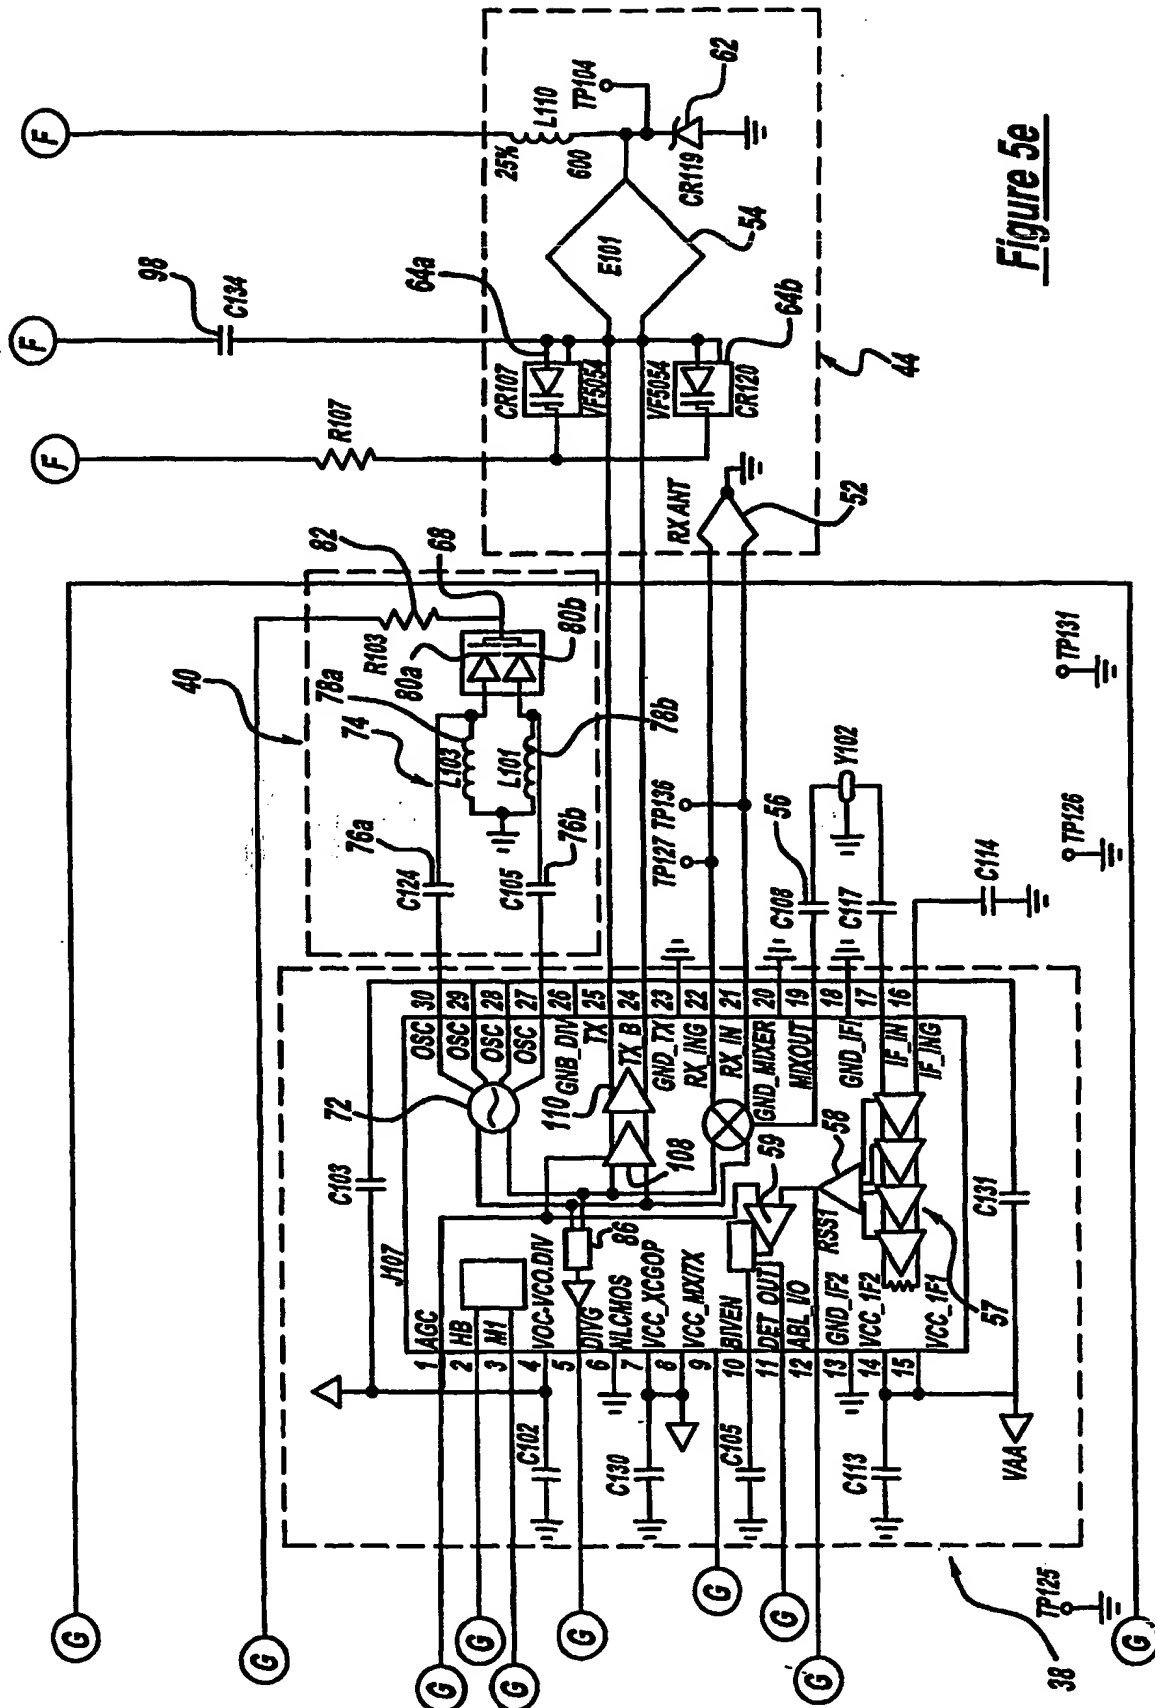 F
F
F
98
C134
R107
25%
L110
600
TP104
62
CR119
E101
54
64a
CR107
VF5054
VF5054
CR120
64b
44
RX ANT
52
Figure 5e
40
82
R103
68
80a
80b
78a
78b
74
L103
L101
76a
C124
C105
76b
TP127
TP136
56
C108
Y102
C117
C114
TP131
TP126
TP125
72
C103
J107
OSC 30
OSC 29
OSC 28
OSC 27
GNB_DIV 26
TX 25
TX_B 24
GND_TX 23
RX_ING 22
RX_IN 21
GND_MIXER 20
MIXOUT 19
GND_IFI 18
IF_IN 17
IF_ING 16
110
108
86
59
58
RSS1
57
C131
1 AGC
2 HB
3 M1
4 VOC-VCO.DIV
5 DIVG
6 NLCMOS
7 VCC_XCGOP
8 VCC_MX/TX
9
10 BIVEN
11 DET_OUT
12 ABL_I/O
13 GND_IF2
14 VCC_1F2
15 VCC_1F1
C102
C130
C105
C113
VAA
38
G
G
G
G
G
G
G
G
G
G